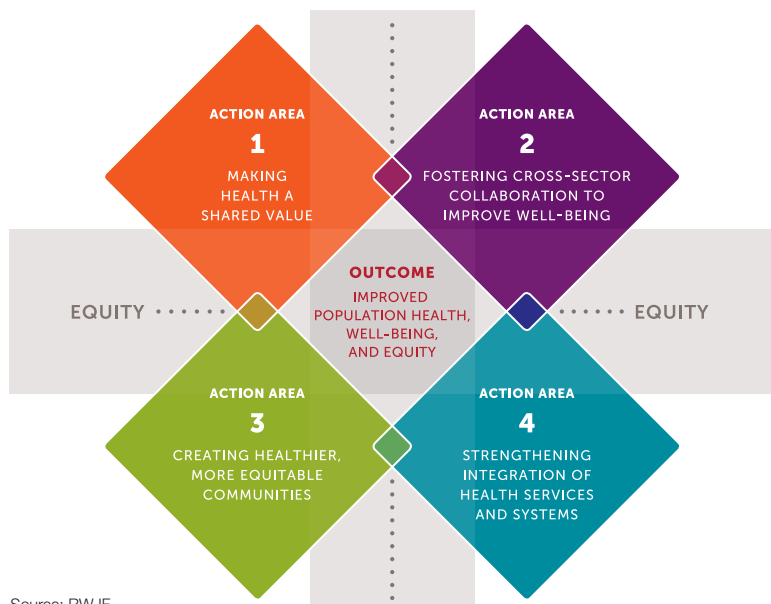 ACTION AREA
1
MAKING
HEALTH A
SHARED VALUE
ACTION AREA
2
FOSTERING CROSS-SECTOR
COLLABORATION TO
IMPROVE WELL-BEING
EQUITY
OUTCOME
IMPROVED
POPULATION HEALTH,
WELL-BEING,
AND EQUITY
EQUITY
ACTION AREA
3
CREATING HEALTHIER,
MORE EQUITABLE
COMMUNITIES
ACTION AREA
4
STRENGTHENING
INTEGRATION OF
HEALTH SERVICES
AND SYSTEMS
Source: RWJF